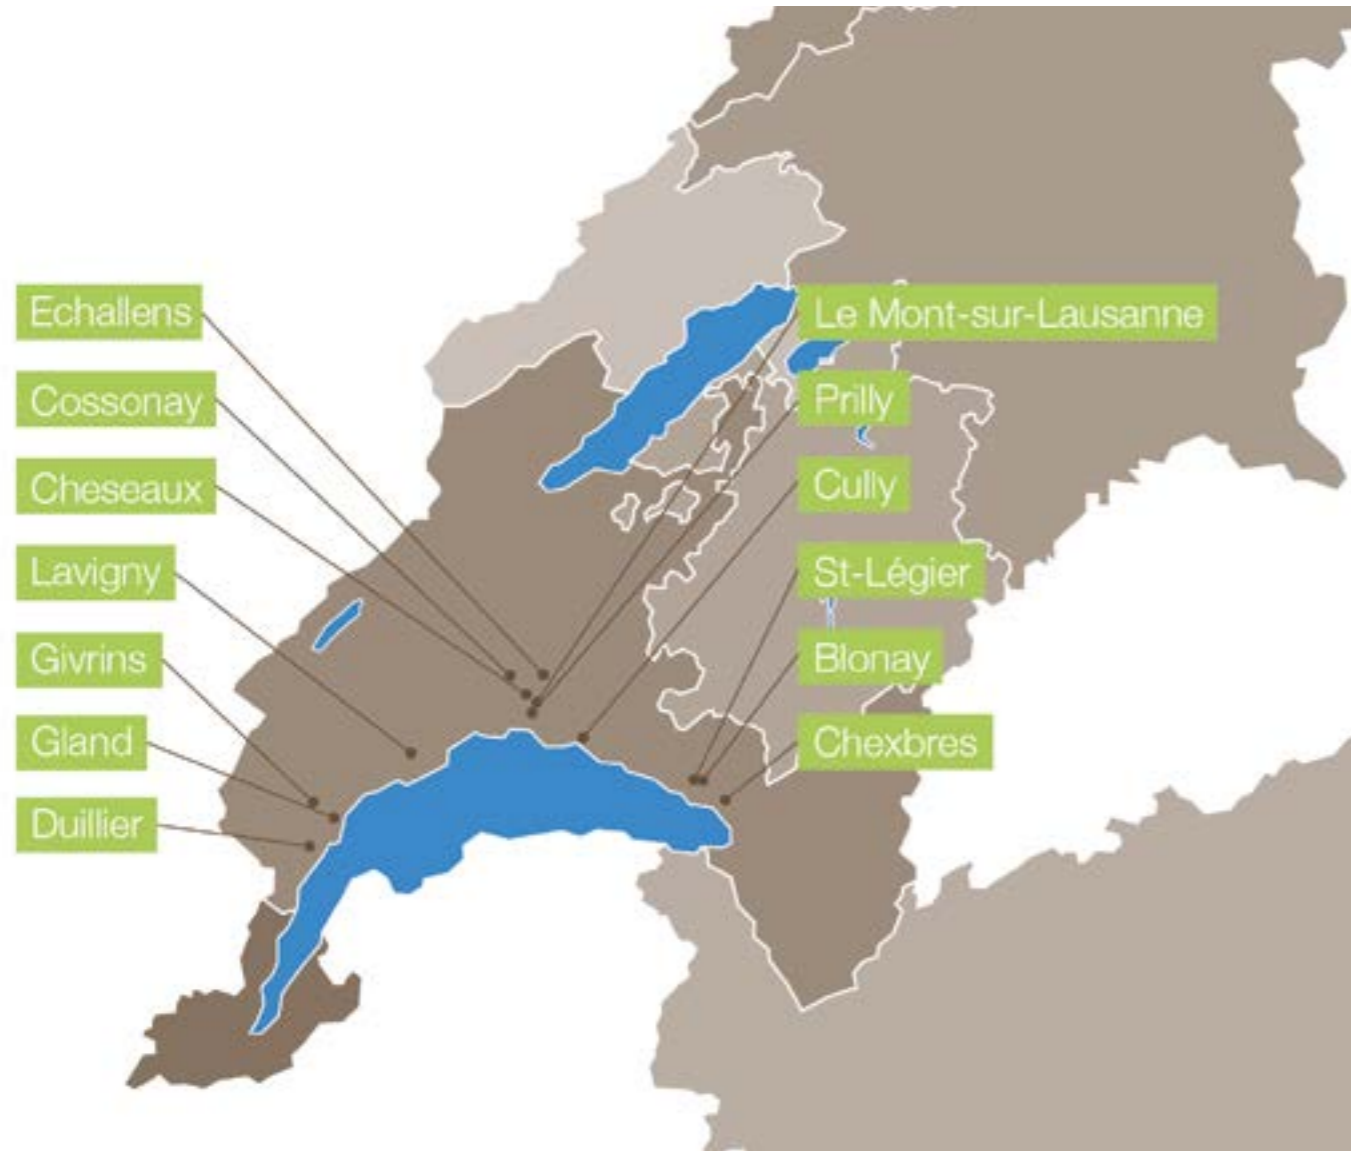 Echallens
Cossonay
Cheseaux
Lavigny
Givrins
Gland
Duillier
Le Mont-sur-Lausanne
Prilly
Cully
St-Légier
Blonay
Chexbres